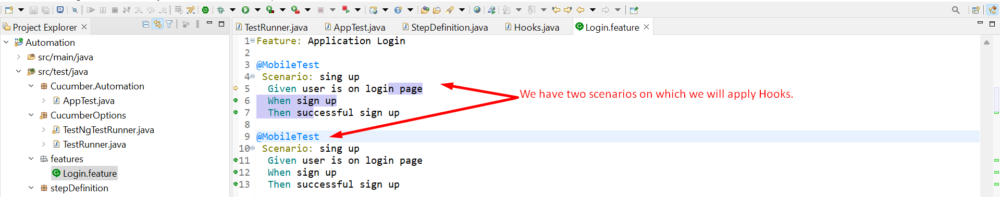 Project Explorer
Automation
src/main/java
src/test/java
Cucumber.Automation
AppTest.java
CucumberOptions
TestNgTestRunner.java
TestRunner.java
features
Login.feature
stepDefinition
TestRunner.java AppTest.java StepDefinition.java Hooks.java Login.feature
1 Feature: Application Login
2
3 @MobileTest
4 Scenario: sing up
5 Given user is on login page
6 When sign up
7 Then successful sign up
8
9 @MobileTest
10 Scenario: sing up
11 Given user is on login page
12 When sign up
13 Then successful sign up
We have two scenarios on which we will apply Hooks.